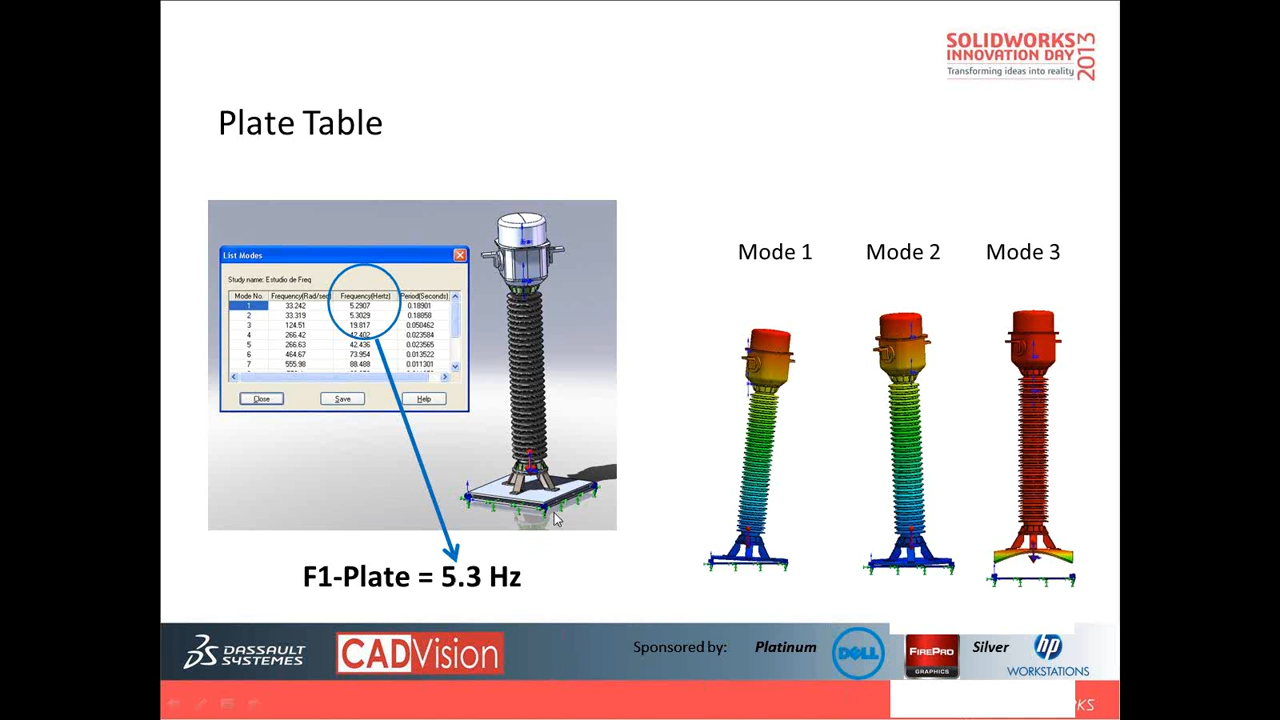 SOLIDWORKS
INNOVATION DAY
Transforming ideas into reality
2013
Plate Table
List Modes
Study name: Estudio de Freq
Mode No. Frequency(Rad/sec Frequency(Hertz) Period(Seconds)
1 33.242 5.2907 0.18901
2 33.319 5.3029 0.18858
3 124.51 19.817 0.050462
4 266.42 42.402 0.023584
5 266.63 42.436 0.023565
6 464.67 73.954 0.013522
7 555.98 88.488 0.011301
Close Save Help
Mode 1 Mode 2 Mode 3
F1-Plate = 5.3 Hz
DASSAULT
SYSTEMES
CADVision
Sponsored by: Platinum
DELL
FIREPRO
GRAPHICS
Silver
hp
WORKSTATIONS